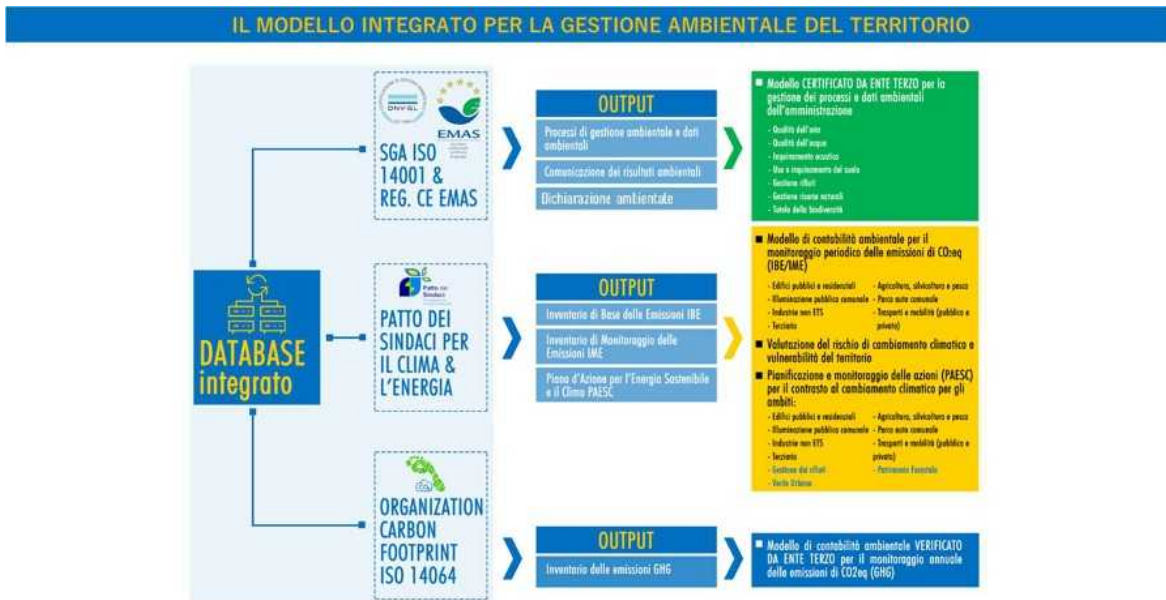 IL MODELLO INTEGRATO PER LA GESTIONE AMBIENTALE DEL TERRITORIO
DATABASE
integrato
DNV·GL
EMAS
SGA ISO
14001 &
REG. CE EMAS
OUTPUT
Processi di gestione ambientale e dati
ambientali
Comunicazione dei risultati ambientali
Dichiarazione ambientale
Modello CERTIFICATO DA ENTE TERZO per la
gestione dei processi e dati ambientali
dell'amministrazione
- Qualità dell'aria
- Qualità dell'acqua
- Inquinamento acustico
- Uso e inquinamento del suolo
- Gestione rifiuti
- Gestione risorse naturali
- Tutela della biodiversità
Patto dei
Sindaci
PATTO DEI
SINDACI PER
IL CLIMA &
L'ENERGIA
OUTPUT
Inventario di Base delle Emissioni IBE
Inventario di Monitoraggio delle
Emissioni IME
Piano d'Azione per l'Energia Sostenibile
e il Clima PAESC
Modello di contabilità ambientale per il
monitoraggio periodico delle emissioni di CO2eq
(IBE/IME)
- Edifici pubblici e residenziali
- Illuminazione pubblica comunale
- Industrie non ETS
- Terziario
- Agricoltura, silvicoltura e pesca
- Parco auto comunale
- Trasporti e mobilità (pubblico e
privato)
Valutazione del rischio di cambiamento climatico e
vulnerabilità del territorio
Pianificazione e monitoraggio delle azioni (PAESC)
per il contrasto al cambiamento climatico per gli
ambiti:
- Edifici pubblici e residenziali
- Illuminazione pubblica comunale
- Industrie non ETS
- Terziario
- Gestione dei rifiuti
- Verde Urbano
- Agricoltura, silvicoltura e pesca
- Parco auto comunale
- Trasporti e mobilità (pubblico e
privato)
- Patrimonio Forestale
CO2
ORGANIZATION
CARBON
FOOTPRINT
ISO 14064
OUTPUT
Inventario delle emissioni GHG
Modello di contabilità ambientale VERIFICATO
DA ENTE TERZO per il monitoraggio annuale
delle emissioni di CO2eq (GHG)